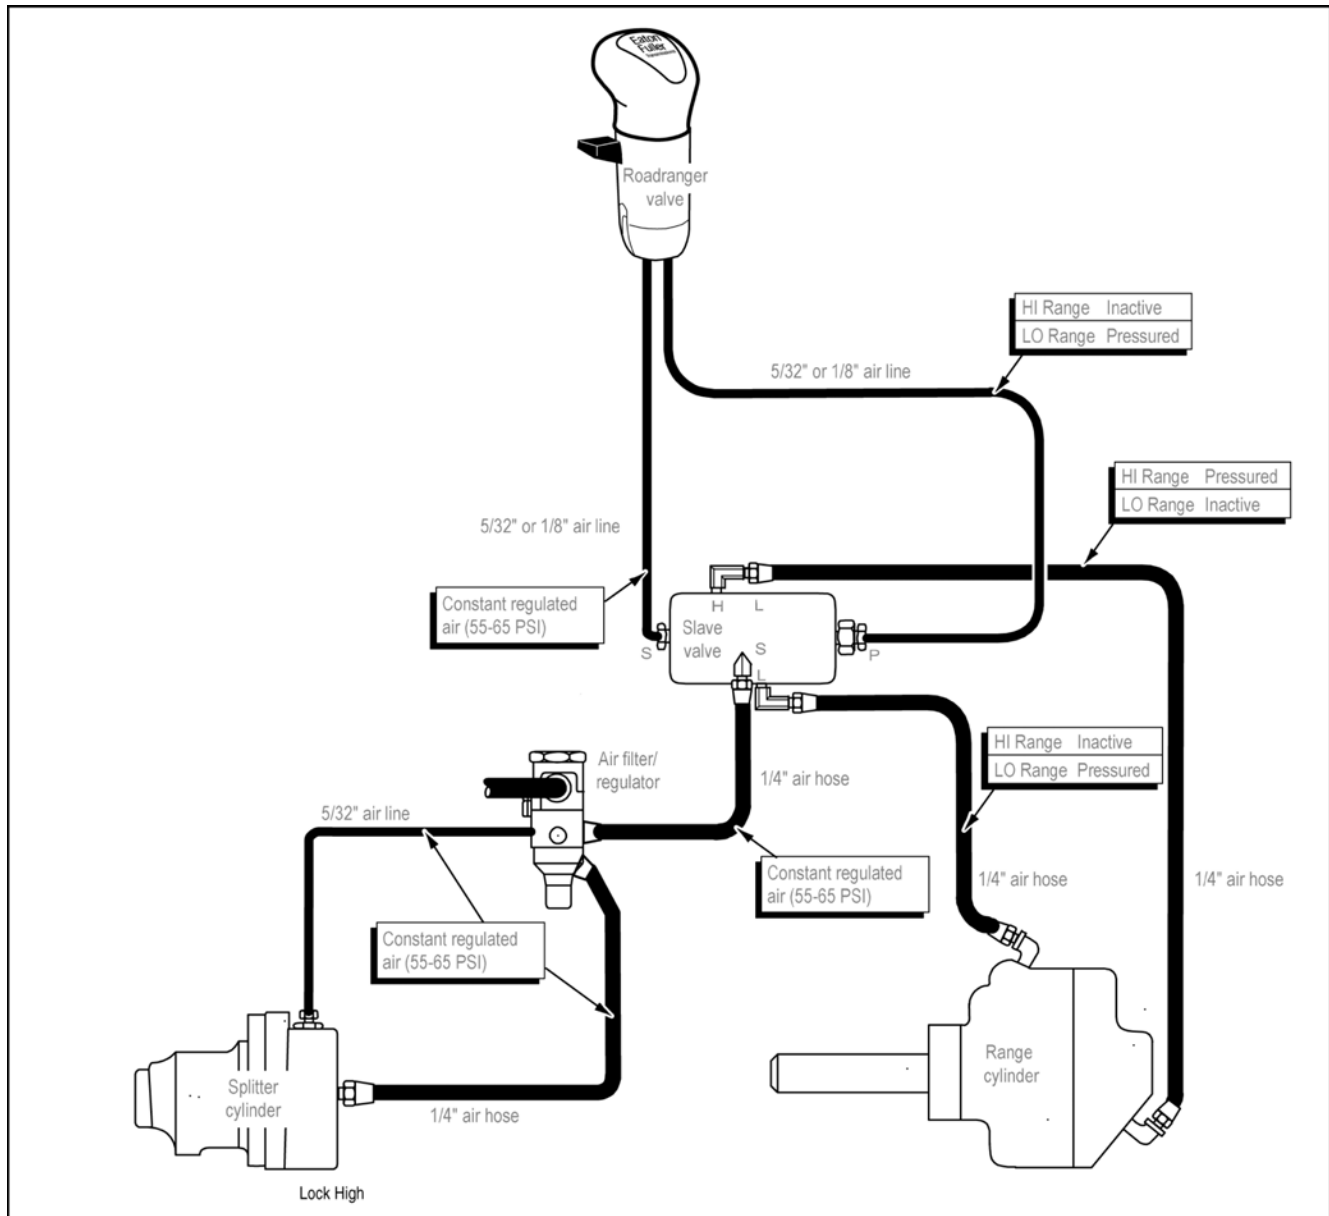 Eaton
Fuller
Roadranger
valve
HI Range Inactive
LO Range Pressured
5/32" or 1/8" air line
HI Range Pressured
LO Range Inactive
5/32" or 1/8" air line
Constant regulated
air (55-65 PSI)
H L
Slave
valve
S
S
P
L
HI Range Inactive
LO Range Pressured
Air filter/
regulator
1/4" air hose
5/32" air line
Constant regulated
air (55-65 PSI)
1/4" air hose
1/4" air hose
Constant regulated
air (55-65 PSI)
Range
cylinder
Splitter
cylinder
1/4" air hose
Lock High